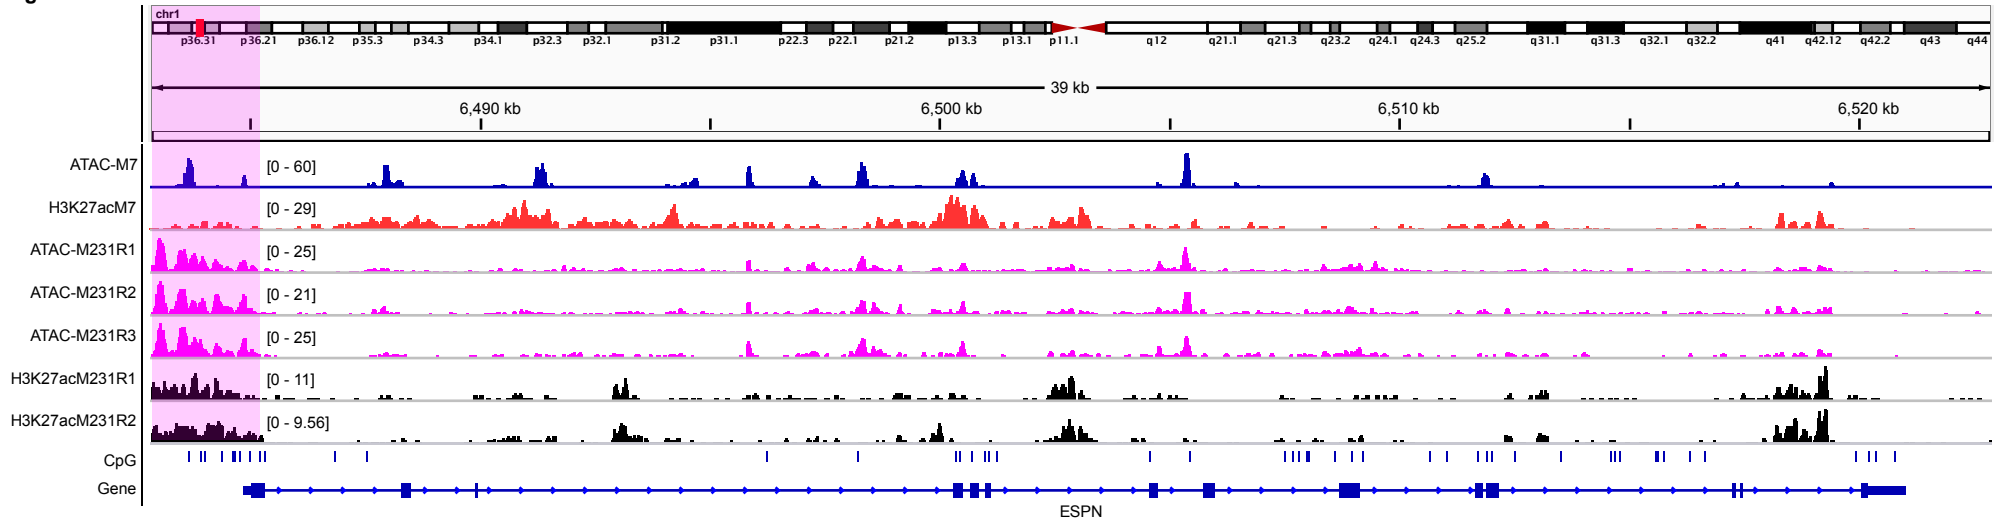 chr1
p36.31 p36.21 p36.12 p35.3 p34.3 p34.1 p32.3 p32.1 p31.2 p31.1 p22.3 p22.1 p21.2 p13.3 p13.1 p11.1 q12 q21.1 q21.3 q23.2 q24.1 q24.3 q25.2 q31.1 q31.3 q32.1 q32.2 q41 q42.12 q42.2 q43 q44
39 kb
6,490 kb 6,500 kb 6,510 kb 6,520 kb
ATAC-M7 [0 - 60]
H3K27acM7 [0 - 29]
ATAC-M231R1 [0 - 25]
ATAC-M231R2 [0 - 21]
ATAC-M231R3 [0 - 25]
H3K27acM231R1 [0 - 11]
H3K27acM231R2 [0 - 9.56]
CpG
Gene
ESPN